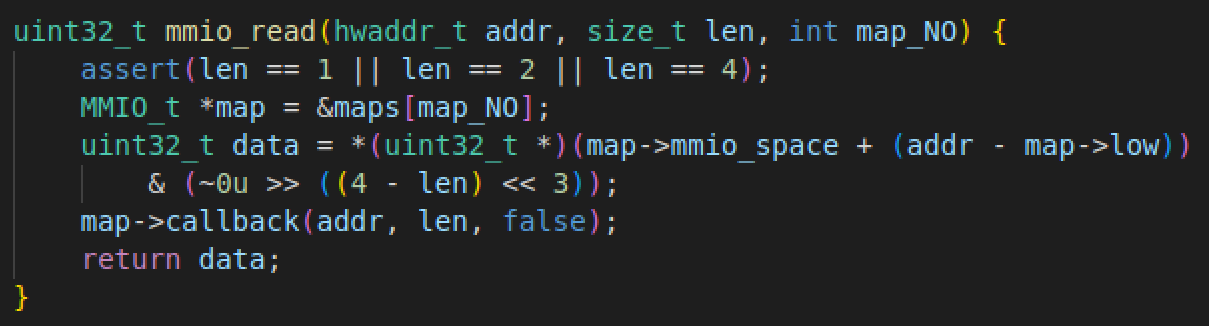 uint32_t mmio_read(hwaddr_t addr, size_t len, int map_NO) {
    assert(len == 1 || len == 2 || len == 4);
    MMIO_t *map = &maps[map_NO];
    uint32_t data = *(uint32_t *)(map->mmio_space + (addr - map->low))
        & (~0u >> ((4 - len) << 3));
    map->callback(addr, len, false);
    return data;
}